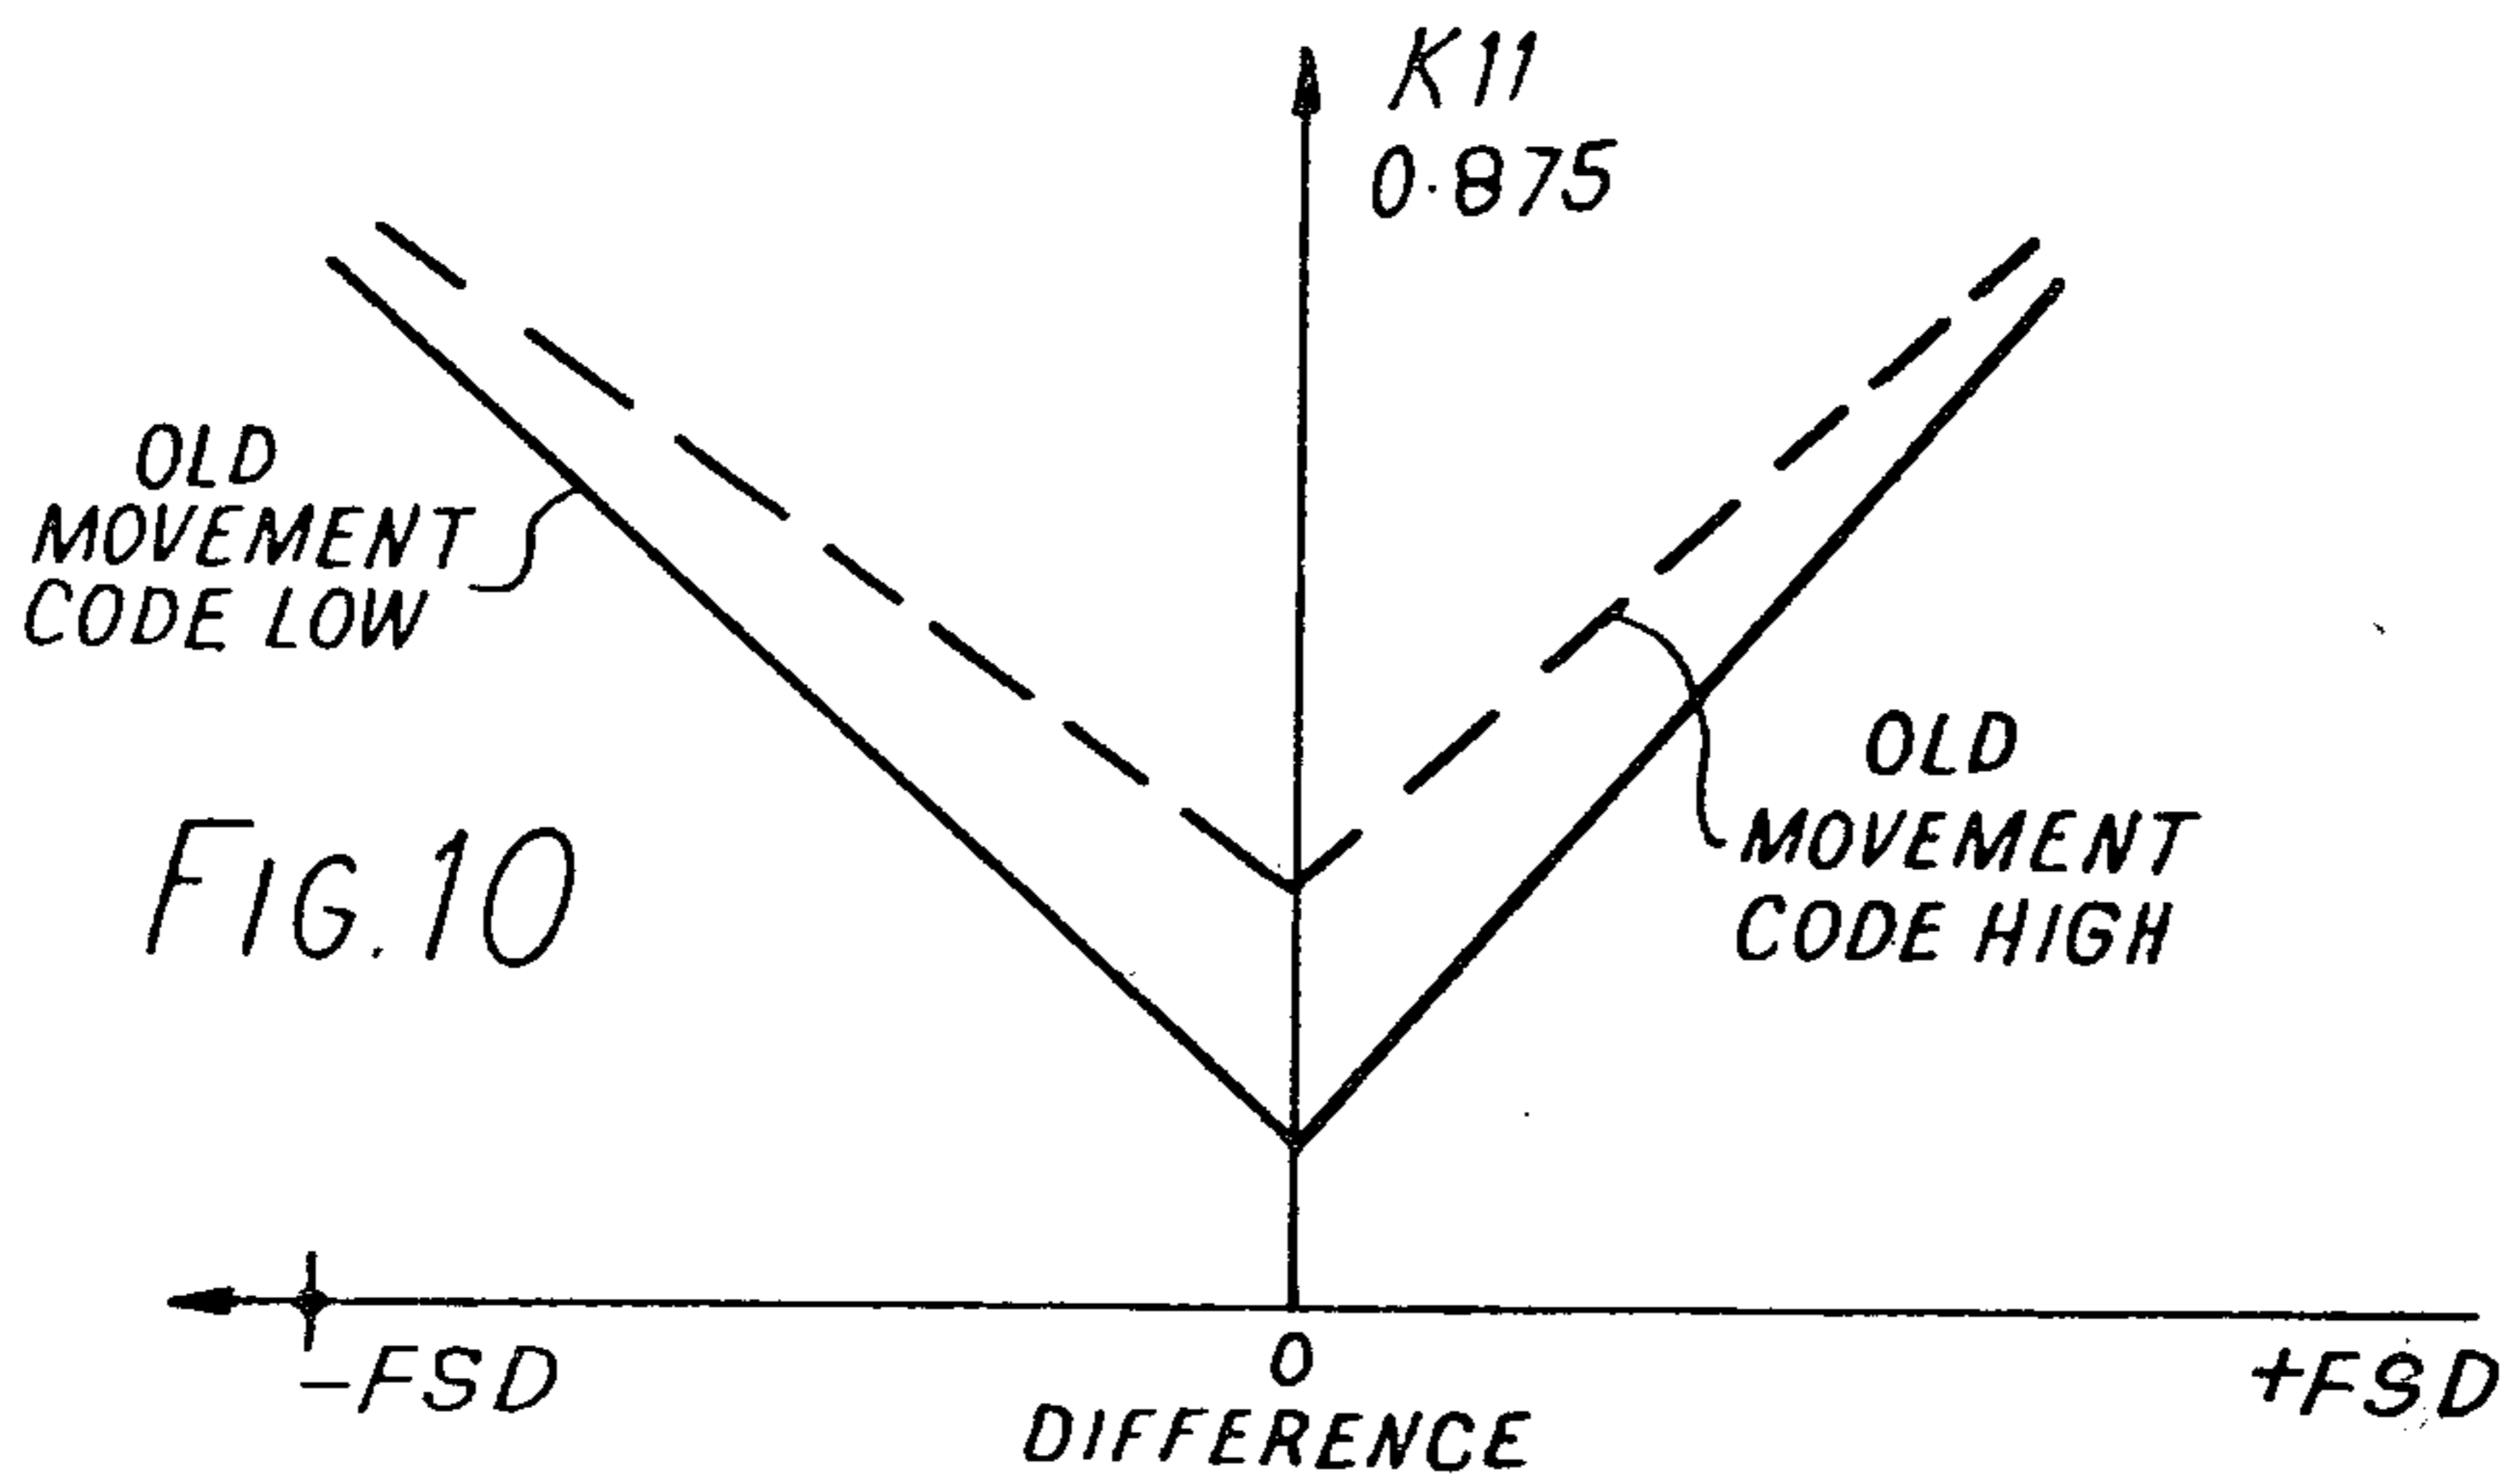 K11
0.875
OLD
MOVEMENT
CODE LOW
OLD
MOVEMENT
CODE HIGH
FIG. 10
-FSD
0
+FSD
DIFFERENCE